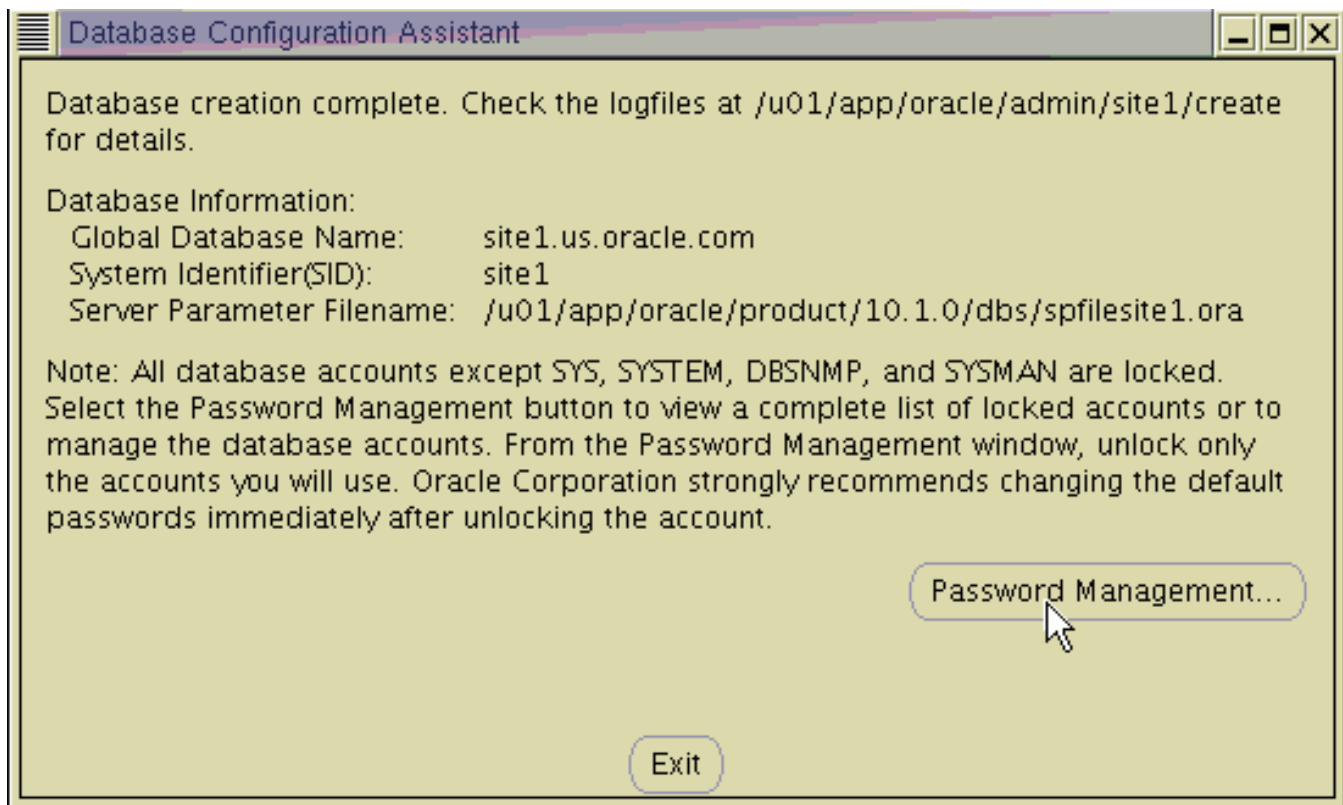 Database Configuration Assistant
Database creation complete. Check the logfiles at /u01/app/oracle/admin/site1/create
for details.
Database Information:
Global Database Name: site1.us.oracle.com
System Identifier(SID): site1
Server Parameter Filename: /u01/app/oracle/product/10.1.0/dbs/spfilesite1.ora
Note: All database accounts except SYS, SYSTEM, DBSNMP, and SYSMAN are locked.
Select the Password Management button to view a complete list of locked accounts or to
manage the database accounts. From the Password Management window, unlock only
the accounts you will use. Oracle Corporation strongly recommends changing the default
passwords immediately after unlocking the account.
Password Management...
Exit